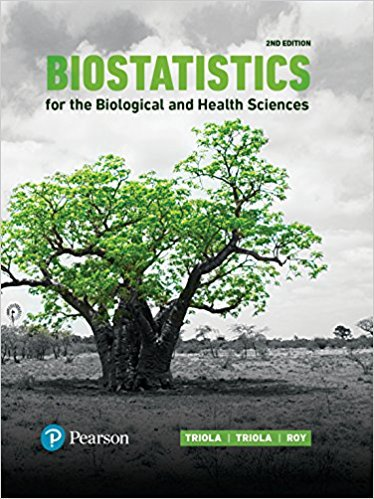 2ND EDITION
BIOSTATISTICS
for the Biological and Health Sciences
Pearson
TRIOLA | TRIOLA | ROY